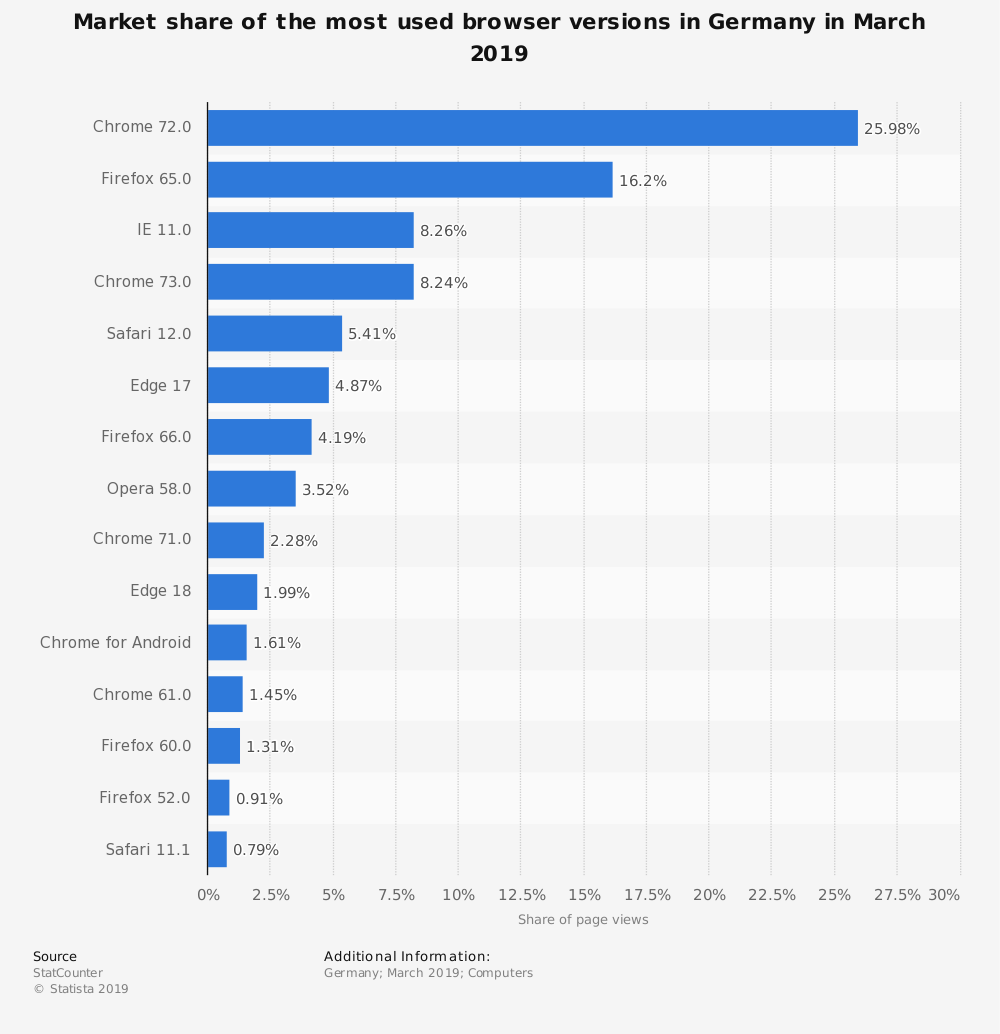 Market share of the most used browser versions in Germany in March
2019
Chrome 72.0 25.98%
Firefox 65.0 16.2%
IE 11.0 8.26%
Chrome 73.0 8.24%
Safari 12.0 5.41%
Edge 17 4.87%
Firefox 66.0 4.19%
Opera 58.0 3.52%
Chrome 71.0 2.28%
Edge 18 1.99%
Chrome for Android 1.61%
Chrome 61.0 1.45%
Firefox 60.0 1.31%
Firefox 52.0 0.91%
Safari 11.1 0.79%
0% 2.5% 5% 7.5% 10% 12.5% 15% 17.5% 20% 22.5% 25% 27.5% 30%
Share of page views
Source
StatCounter
© Statista 2019
Additional Information:
Germany; March 2019; Computers